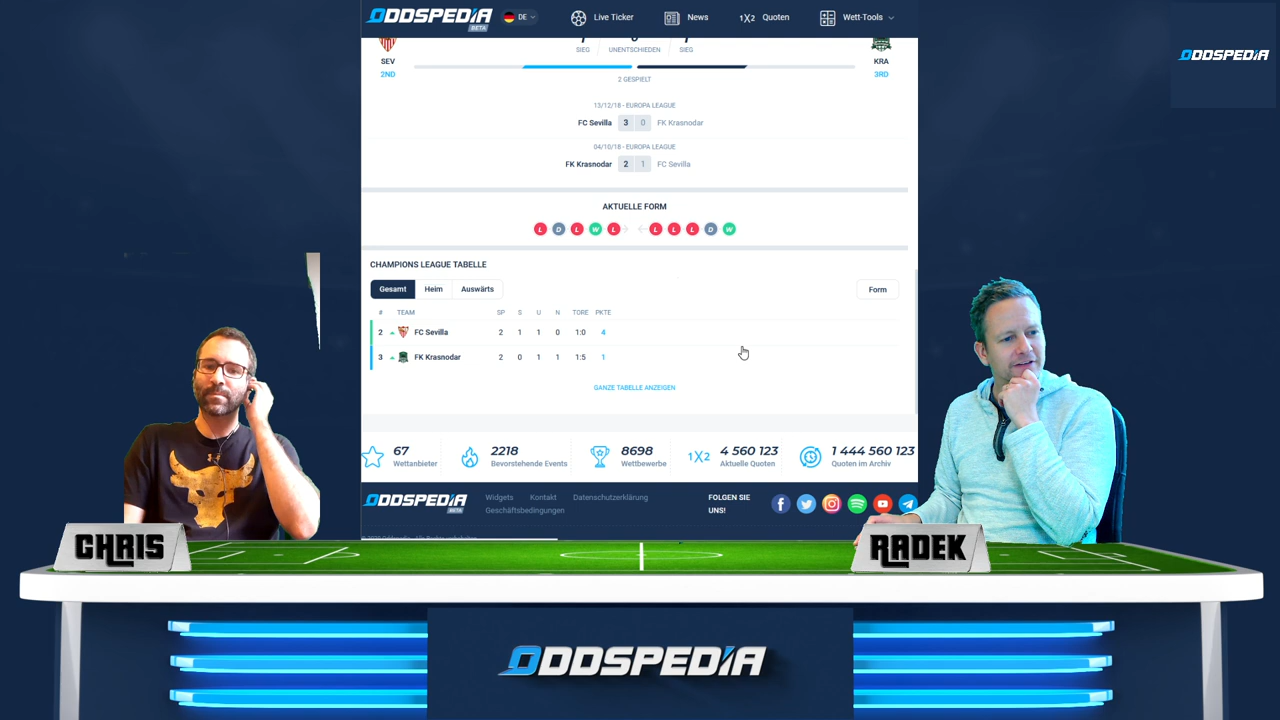 ODDSPEDIA
BETA
DE
Live Ticker
News
1X2 Quoten
Wett-Tools
ODDSPEDIA
SIEG
UNENTSCHIEDEN
SIEG
SEV
2ND
KRA
3RD
2 GESPIELT
13/12/18 - EUROPA LEAGUE
FC Sevilla 3 0 FK Krasnodar
04/10/18 - EUROPA LEAGUE
FK Krasnodar 2 1 FC Sevilla
AKTUELLE FORM
L D L W L L L L D W
CHAMPIONS LEAGUE TABELLE
Gesamt Heim Auswärts Form
# TEAM SP S U N TORE PKTE
2 FC Sevilla 2 1 1 0 1:0 4
3 FK Krasnodar 2 0 1 1 1:5 1
GANZE TABELLE ANZEIGEN
67
Wettanbieter
2218
Bevorstehende Events
8698
Wettbewerbe
1X2
4 560 123
Aktuelle Quoten
1 444 560 123
Quoten im Archiv
ODDSPEDIA
BETA
Widgets Kontakt Datenschutzerklärung
Geschäftsbedingungen
FOLGEN SIE
UNS!
CHRIS
RADEK
ODDSPEDIA